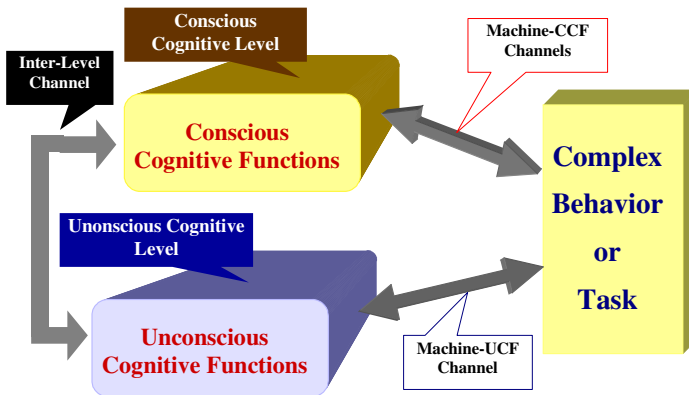 Conscious
Cognitive Level
Inter-Level
Channel
Machine-CCF
Channels
Conscious
Cognitive Functions
Complex
Behavior
or
Task
Unonscious Cognitive
Level
Unconscious
Cognitive Functions
Machine-UCF
Channel